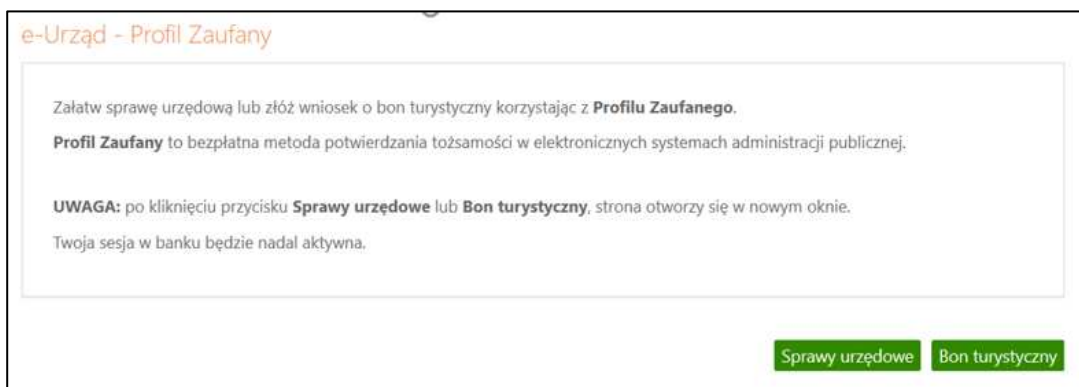 e-Urząd - Profil Zaufany
Załatw sprawę urzędową lub złóż wniosek o bon turystyczny korzystając z Profilu Zaufanego.
Profil Zaufany to bezpłatna metoda potwierdzania tożsamości w elektronicznych systemach administracji publicznej.
UWAGA: po kliknięciu przycisku Sprawy urzędowe lub Bon turystyczny, strona otworzy się w nowym oknie.
Twoja sesja w banku będzie nadal aktywna.
Sprawy urzędowe Bon turystyczny